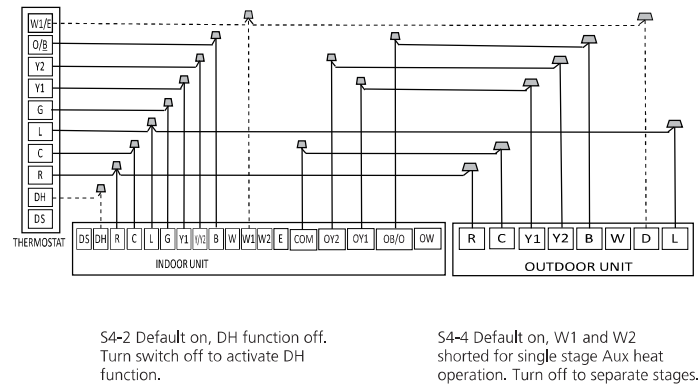 W1/E
O/B
Y2
Y1
G
L
C
R
DH
DS
THERMOSTAT
DS DH R C L G Y1 Y/Y2 B W W1 W2 E COM OY2 OY1 OB/O OW
INDOOR UNIT
R C Y1 Y2 B W D L
OUTDOOR UNIT
S4-2 Default on, DH function off.
Turn switch off to activate DH
function.
S4-4 Default on, W1 and W2
shorted for single stage Aux heat
operation. Turn off to separate stages.